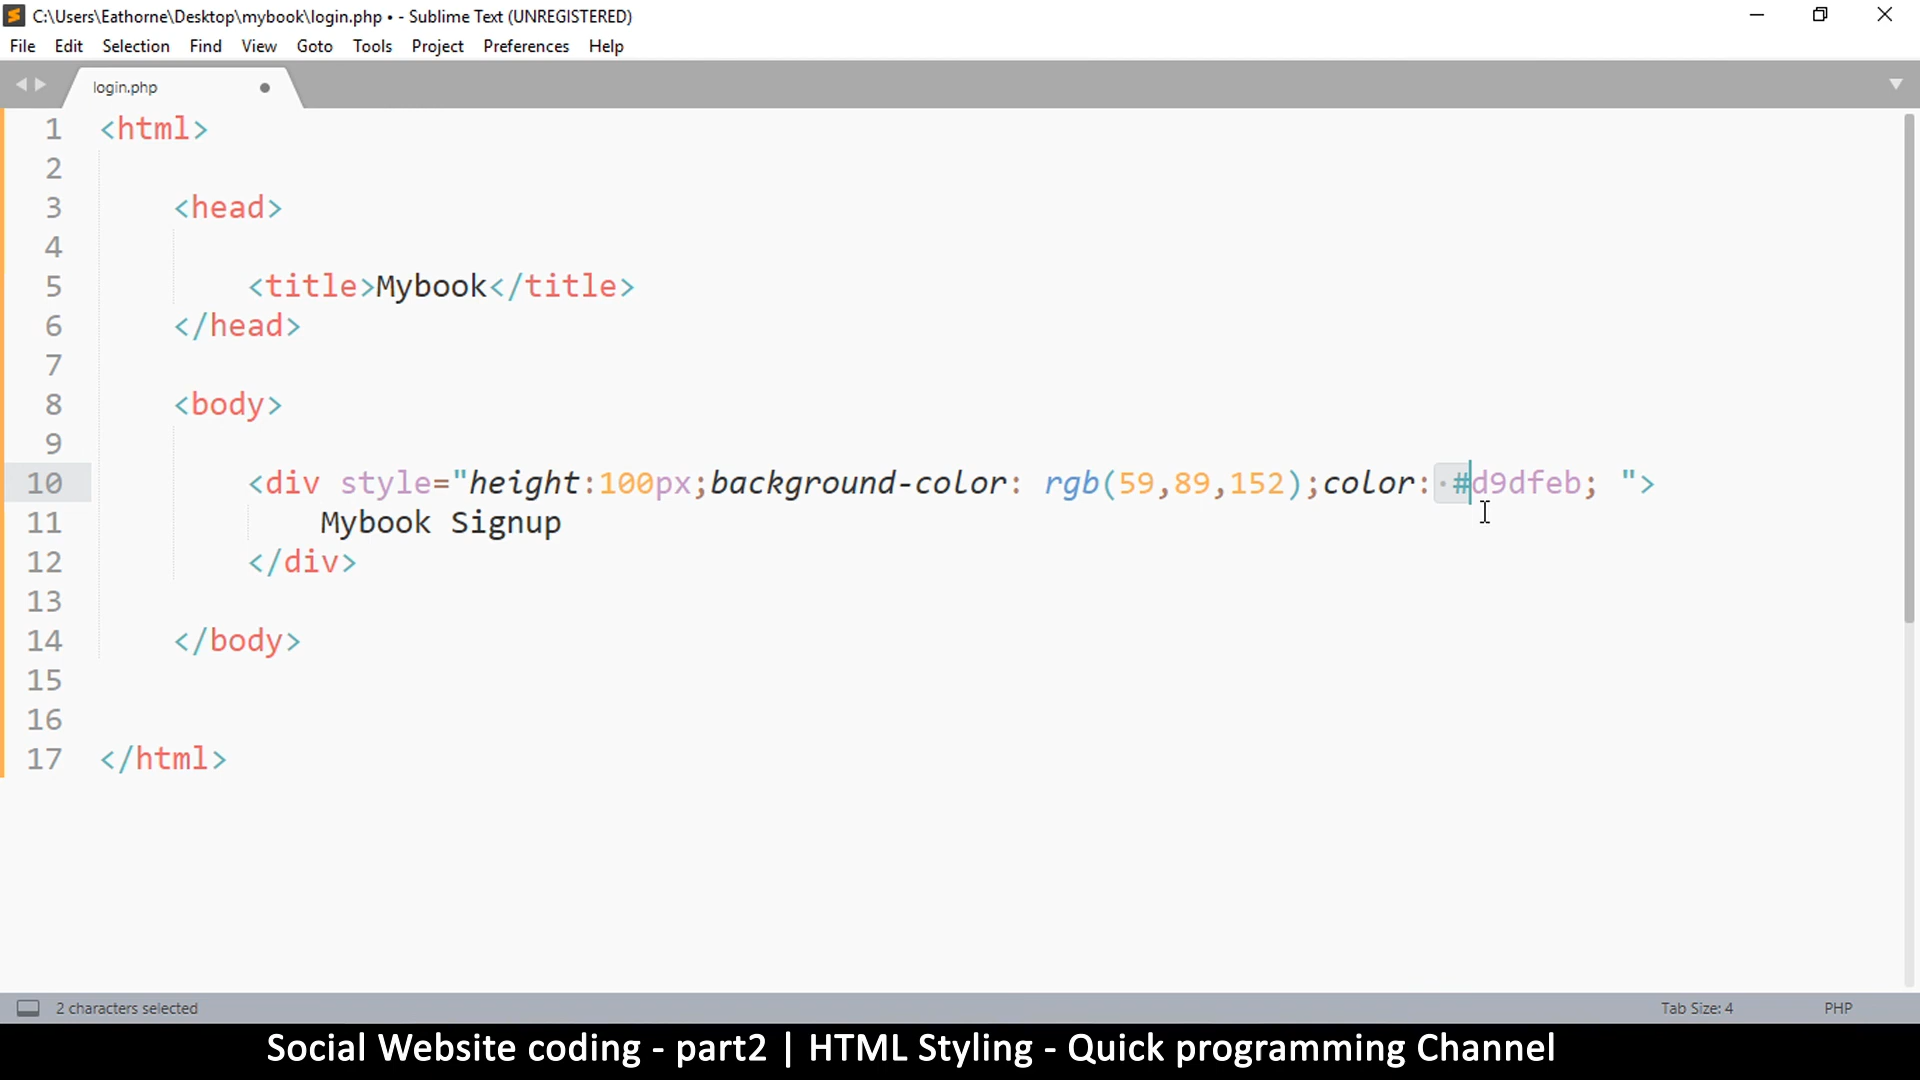 C:\Users\Eathorne\Desktop\mybook\login.php • - Sublime Text (UNREGISTERED)
File Edit Selection Find View Goto Tools Project Preferences Help
login.php
1 <html>
2
3 <head>
4
5 <title>Mybook</title>
6 </head>
7
8 <body>
9
10 <div style="height:100px;background-color: rgb(59,89,152);color: #d9dfeb; ">
11 Mybook Signup
12 </div>
13
14 </body>
15
16
17 </html>
2 characters selected Tab Size: 4 PHP
Social Website coding - part2 | HTML Styling - Quick programming Channel